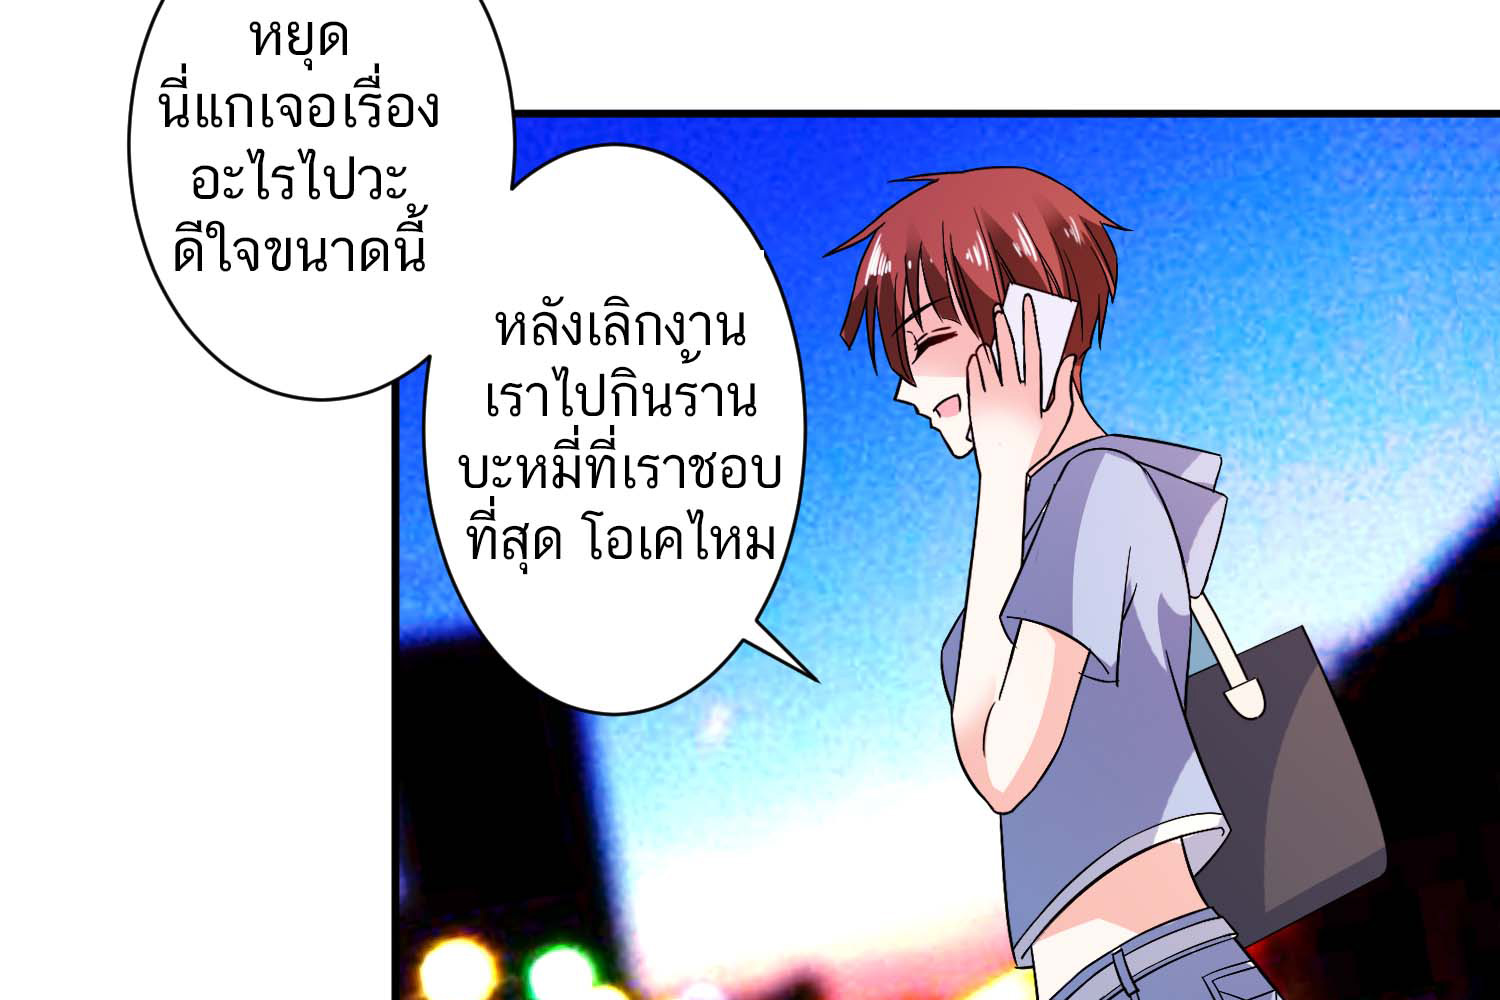 หยุด
นี่แกเจอเรื่อง
อะไรไปวะ
ดีใจขนาดนี้
หลังเลิกงาน
เราไปกินร้าน
บะหมี่ที่เราชอบ
ที่สุด โอเคไหม